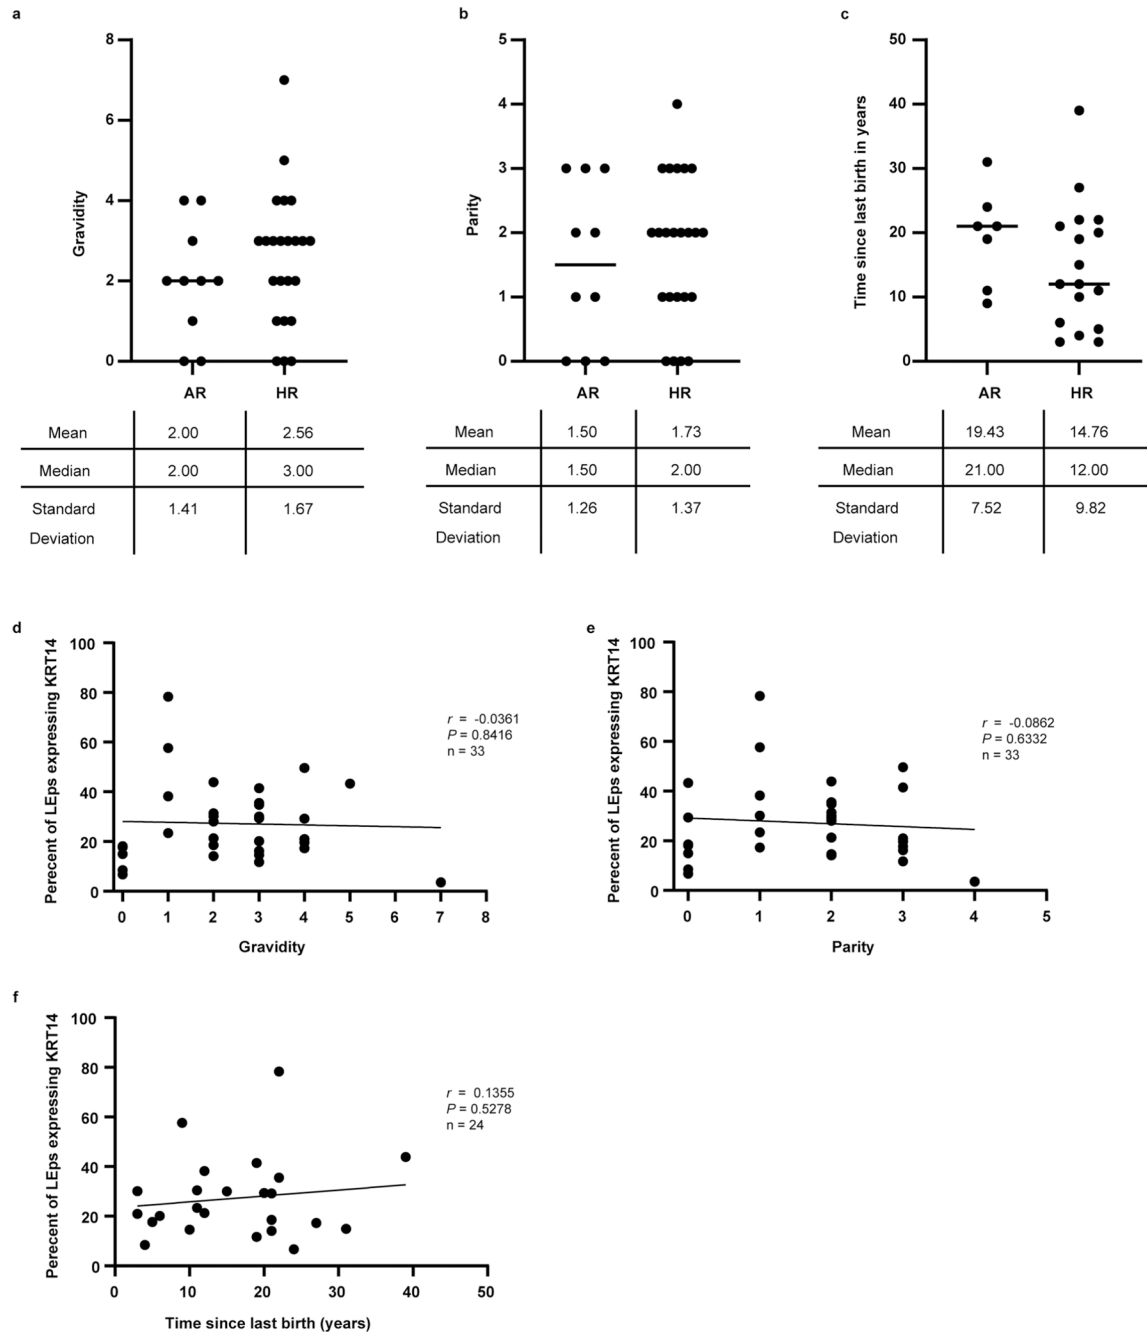 a
b
c
8
6
4
2
0
Gravidity
AR
HR
5
4
3
2
1
0
Parity
AR
HR
50
40
30
20
10
0
Time since last birth in years
AR
HR
Mean 2.00 2.56
Median 2.00 3.00
Standard 1.41 1.67
Deviation
Mean 1.50 1.73
Median 1.50 2.00
Standard 1.26 1.37
Deviation
Mean 19.43 14.76
Median 21.00 12.00
Standard 7.52 9.82
Deviation
d
Perecent of LEps expressing KRT14
100
80
60
40
20
0
r = -0.0361
P = 0.8416
n = 33
0 1 2 3 4 5 6 7 8
Gravidity
e
Perecent of LEps expressing KRT14
100
80
60
40
20
0
r = -0.0862
P = 0.6332
n = 33
0 1 2 3 4 5
Parity
f
Perecent of LEps expressing KRT14
100
80
60
40
20
0
r = 0.1355
P = 0.5278
n = 24
0 10 20 30 40 50
Time since last birth (years)